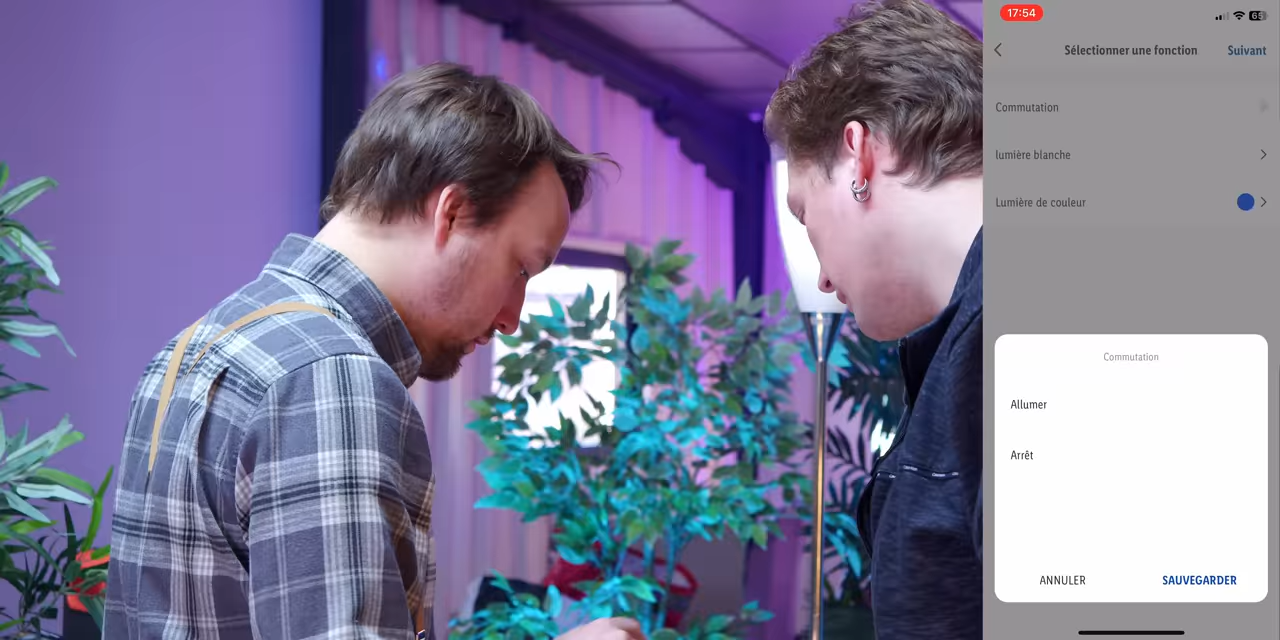 17:54
Sélectionner une fonction
Suivant
Commutation
lumière blanche
Lumière de couleur
Commutation
Allumer
Arrêt
ANNULER
SAUVEGARDER